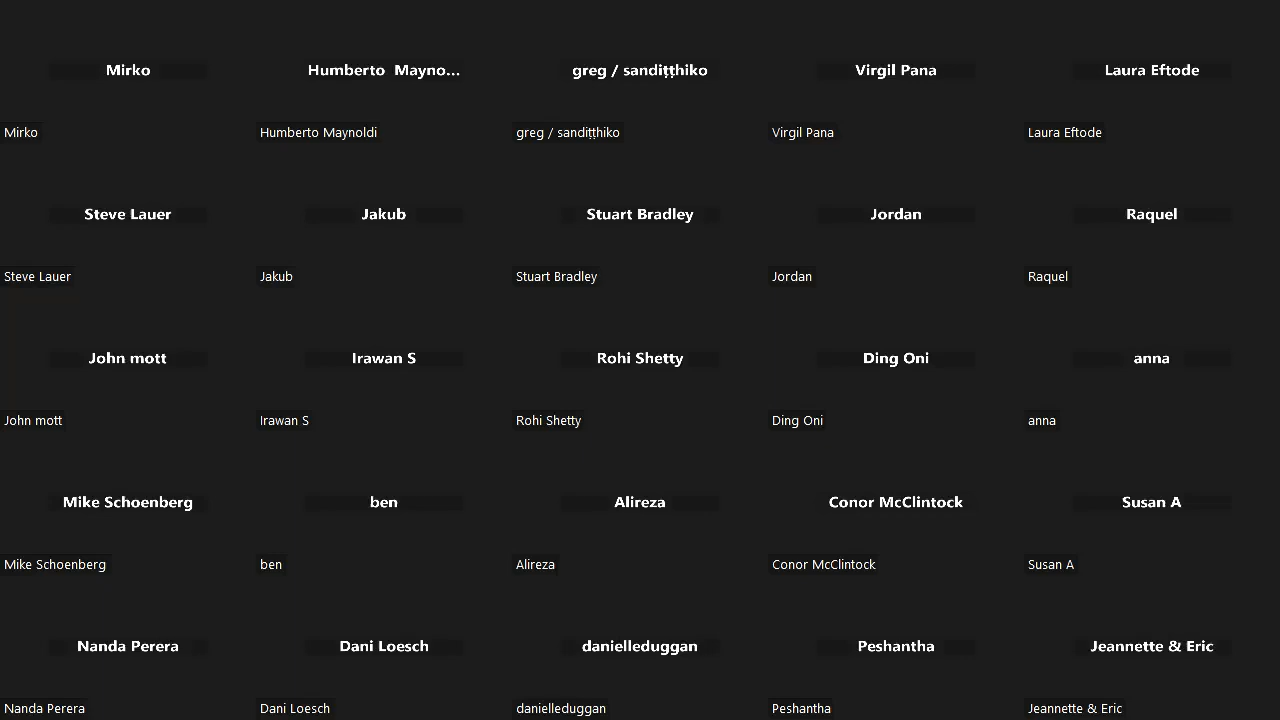 Mirko
Humberto  Mayno...
greg / sandiṭṭhiko
Virgil Pana
Laura Eftode
Mirko
Humberto Maynoldi
greg / sandiṭṭhiko
Virgil Pana
Laura Eftode
Steve Lauer
Jakub
Stuart Bradley
Jordan
Raquel
Steve Lauer
Jakub
Stuart Bradley
Jordan
Raquel
John mott
Irawan S
Rohi Shetty
Ding Oni
anna
John mott
Irawan S
Rohi Shetty
Ding Oni
anna
Mike Schoenberg
ben
Alireza
Conor McClintock
Susan A
Mike Schoenberg
ben
Alireza
Conor McClintock
Susan A
Nanda Perera
Dani Loesch
danielleduggan
Peshantha
Jeannette & Eric
Nanda Perera
Dani Loesch
danielleduggan
Peshantha
Jeannette & Eric